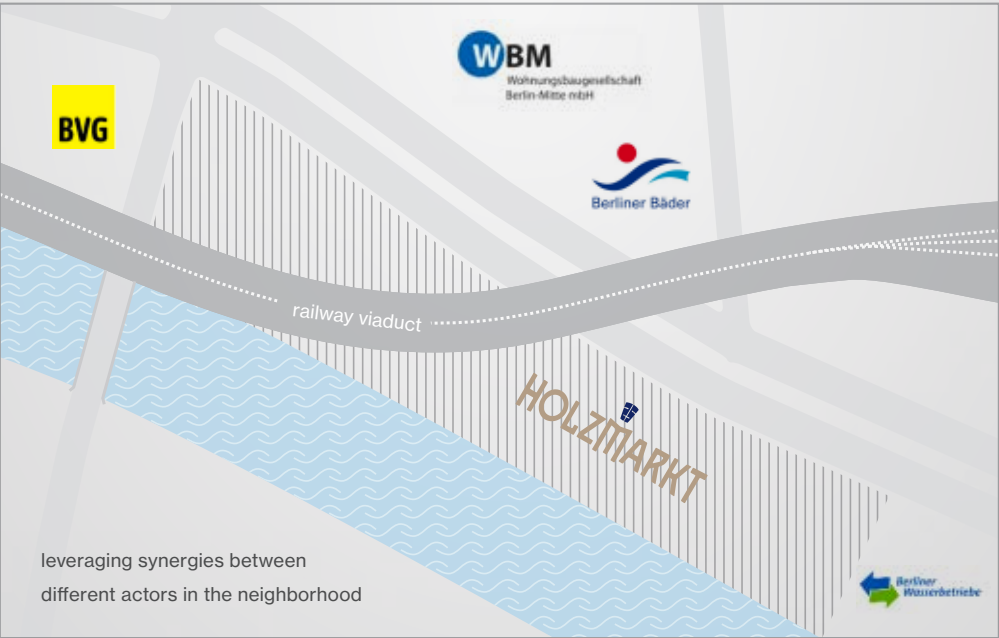 WBM
Wohnungsbaugesellschaft
Berlin-Mitte mbH
BVG
Berliner Bäder
railway viaduct
HOLZMARKT
leveraging synergies between
different actors in the neighborhood
Berliner
Wasserbetriebe